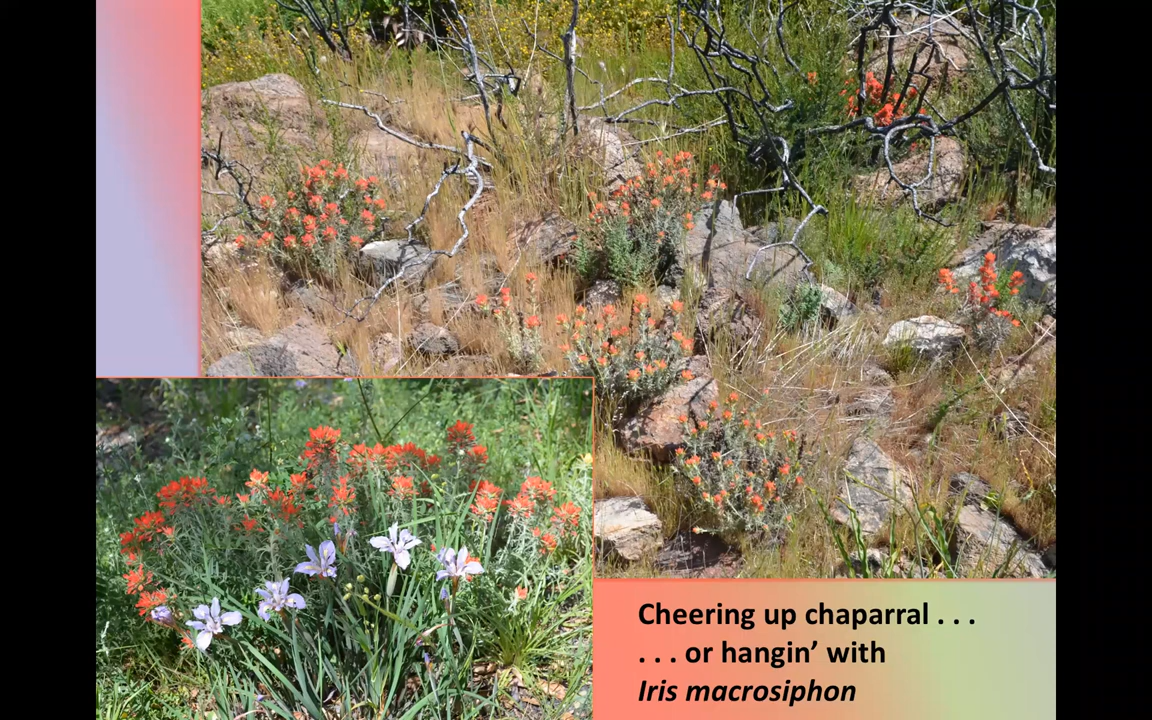 Cheering up chaparral . . .
. . . or hangin’ with
Iris macrosiphon